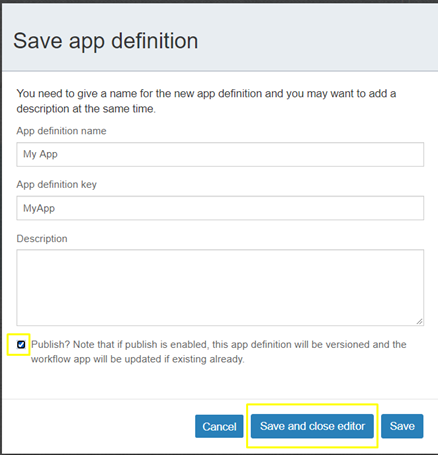 Save app definition
You need to give a name for the new app definition and you may want to add a
description at the same time.
App definition name
My App
App definition key
MyApp
Description
Publish? Note that if publish is enabled, this app definition will be versioned and the
workflow app will be updated if existing already.
Cancel Save and close editor Save